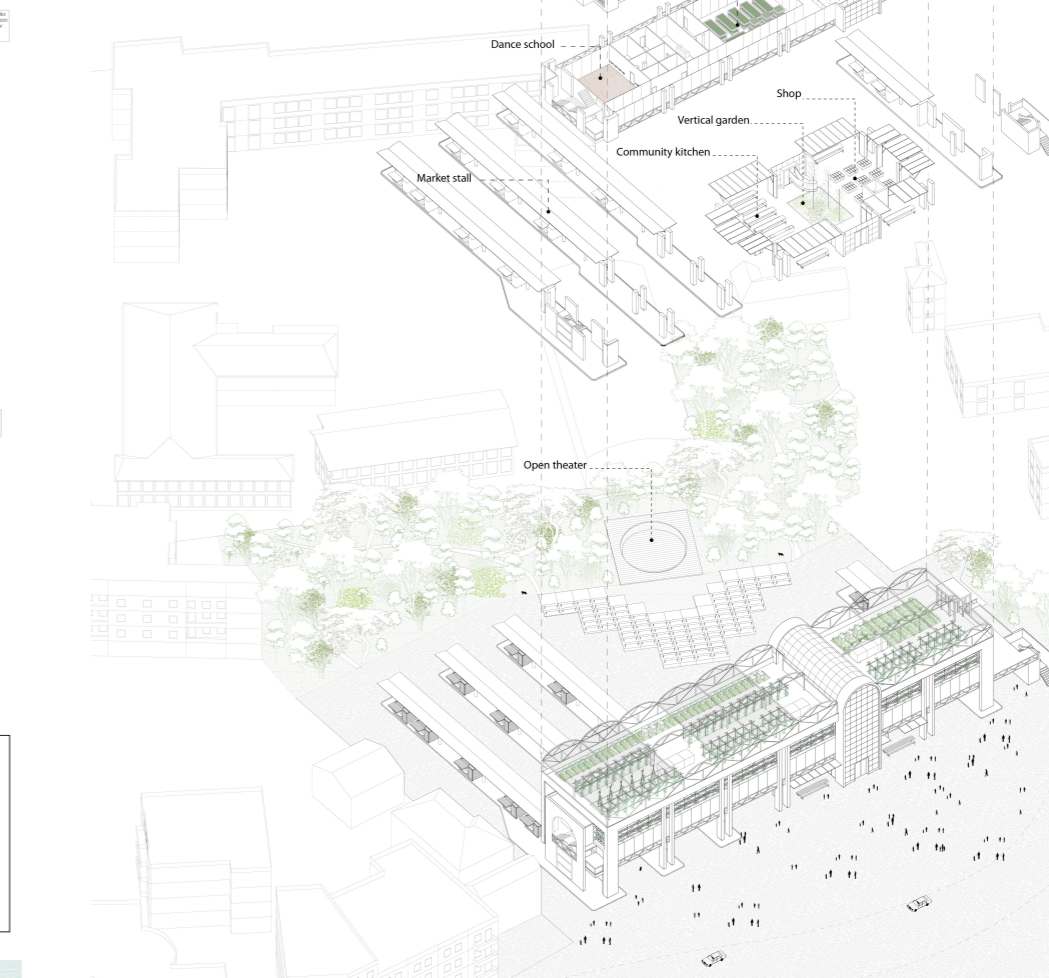 Dance school
Shop
Vertical garden
Community kitchen
Market stall
Open theater